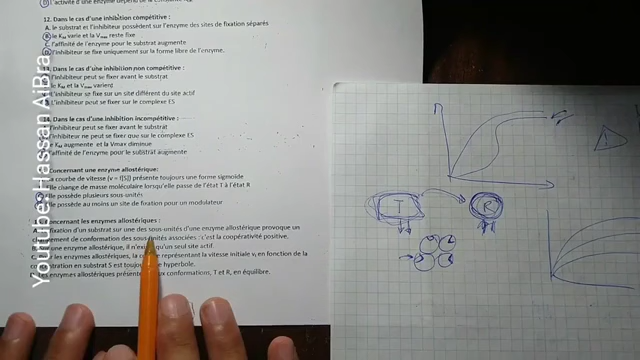 D. l'activité d'une enzyme
12. Dans le cas d'une inhibition compétitive :
A. le substrat et l'inhibiteur possèdent sur l'enzyme des sites de fixation séparés
B. le KM varie et la Vmax reste fixe
C. l'affinité de l'enzyme pour le substrat augmente
D. l'inhibiteur se fixe uniquement sur la forme libre de l'enzyme.
13. Dans le cas d'une inhibition non compétitive :
l'inhibiteur peut se fixer avant le substrat
le KM et la Vmax varient
l'inhibiteur se fixe sur un site différent du site actif
l'inhibiteur peut se fixer sur le complexe ES
14. Dans le cas d'une inhibition incompétitive :
l'inhibiteur peut se fixer avant le substrat
l'inhibiteur ne peut se fixer que sur le complexe ES
le KM augmente et la Vmax diminue
l'affinité de l'enzyme pour le substrat augmente
Concernant une enzyme allostérique :
la courbe de vitesse (v = f[S]) présente toujours une forme sigmoïde
elle change de masse moléculaire lorsqu'elle passe de l'état T à l'état R
elle possède plusieurs sous-unités
elle possède au moins un site de fixation pour un modulateur
Concernant les enzymes allostériques :
A. la fixation d'un substrat sur une des sous-unités d'une enzyme allostérique provoque un
changement de conformation des sous-unités associées : c'est la coopérativité positive.
une enzyme allostérique, il n'existe qu'un seul site actif.
les enzymes allostériques, la courbe représentant la vitesse initiale vi en fonction de la
concentration en substrat S est toujours une hyperbole.
les enzymes allostériques présentent deux conformations, T et R, en équilibre.
T
R
Youtuber Hassan AiBra